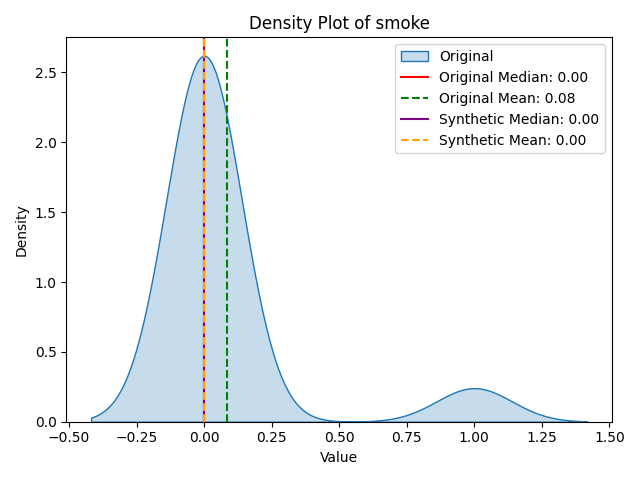 Density Plot of smoke
Original
Original Median: 0.00
Original Mean: 0.08
Synthetic Median: 0.00
Synthetic Mean: 0.00
Density
2.5
2.0
1.5
1.0
0.5
0.0
−0.50 −0.25 0.00 0.25 0.50 0.75 1.00 1.25 1.50
Value